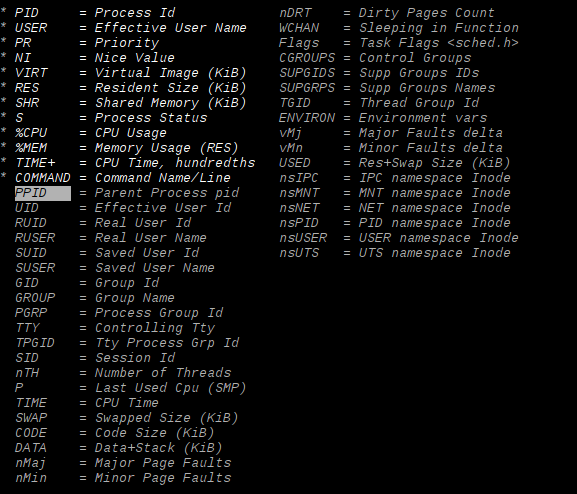 * PID     = Process Id
* USER    = Effective User Name
* PR      = Priority
* NI      = Nice Value
* VIRT    = Virtual Image (KiB)
* RES     = Resident Size (KiB)
* SHR     = Shared Memory (KiB)
* S       = Process Status
* %CPU    = CPU Usage
* %MEM    = Memory Usage (RES)
* TIME+   = CPU Time, hundredths
* COMMAND = Command Name/Line
PPID    = Parent Process pid
UID     = Effective User Id
RUID    = Real User Id
RUSER   = Real User Name
SUID    = Saved User Id
SUSER   = Saved User Name
GID     = Group Id
GROUP   = Group Name
PGRP    = Process Group Id
TTY     = Controlling Tty
TPGID   = Tty Process Grp Id
SID     = Session Id
nTH     = Number of Threads
P       = Last Used Cpu (SMP)
TIME    = CPU Time
SWAP    = Swapped Size (KiB)
CODE    = Code Size (KiB)
DATA    = Data+Stack (KiB)
nMaj    = Major Page Faults
nMin    = Minor Page Faults
nDRT    = Dirty Pages Count
WCHAN   = Sleeping in Function
Flags   = Task Flags <sched.h>
CGROUPS = Control Groups
SUPGIDS = Supp Groups IDs
SUPGRPS = Supp Groups Names
TGID    = Thread Group Id
ENVIRON = Environment vars
vMj     = Major Faults delta
vMn     = Minor Faults delta
USED    = Res+Swap Size (KiB)
nsIPC   = IPC namespace Inode
nsMNT   = MNT namespace Inode
nsNET   = NET namespace Inode
nsPID   = PID namespace Inode
nsUSER  = USER namespace Inode
nsUTS   = UTS namespace Inode